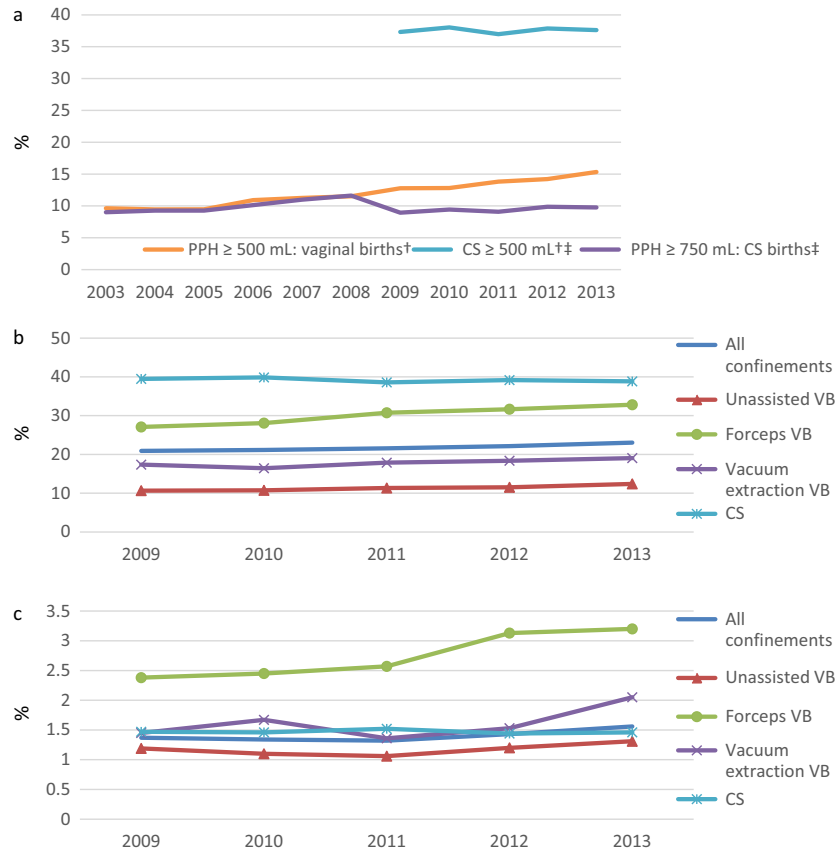 a
40
35
30
25
20
15
10
5
0
%
PPH ≥ 500 mL: vaginal births†
CS ≥ 500 mL†‡
PPH ≥ 750 mL: CS births‡
2003 2004 2005 2006 2007 2008 2009 2010 2011 2012 2013
b
50
40
30
20
10
0
%
2009 2010 2011 2012 2013
All
confinements
Unassisted VB
Forceps VB
Vacuum
extraction VB
CS
c
3.5
3
2.5
2
1.5
1
0.5
0
%
2009 2010 2011 2012 2013
All
confinements
Unassisted VB
Forceps VB
Vacuum
extraction VB
CS